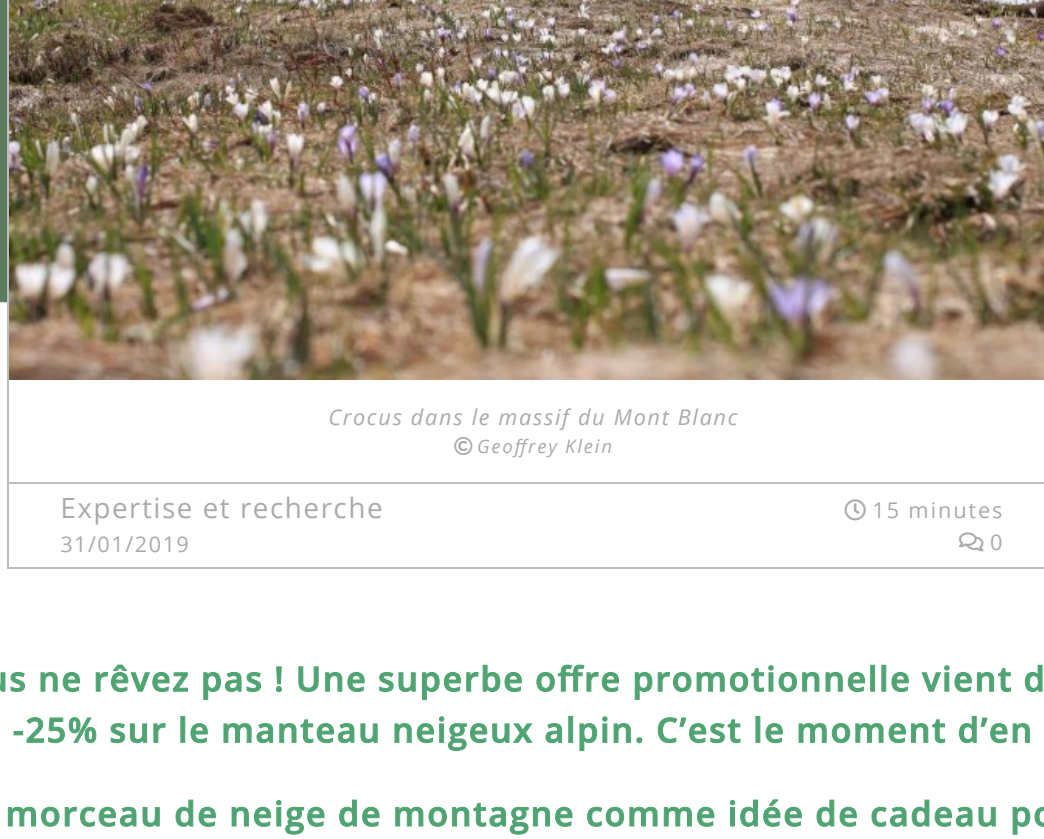 Crocus dans le massif du Mont Blanc
© Geoffrey Klein
Expertise et recherche
15 minutes
31/01/2019
0
ne rêvez pas ! Une superbe offre promotionnelle vient
-25% sur le manteau neigeux alpin. C’est le moment d’en
morceau de neige de montagne comme idée de cadeau